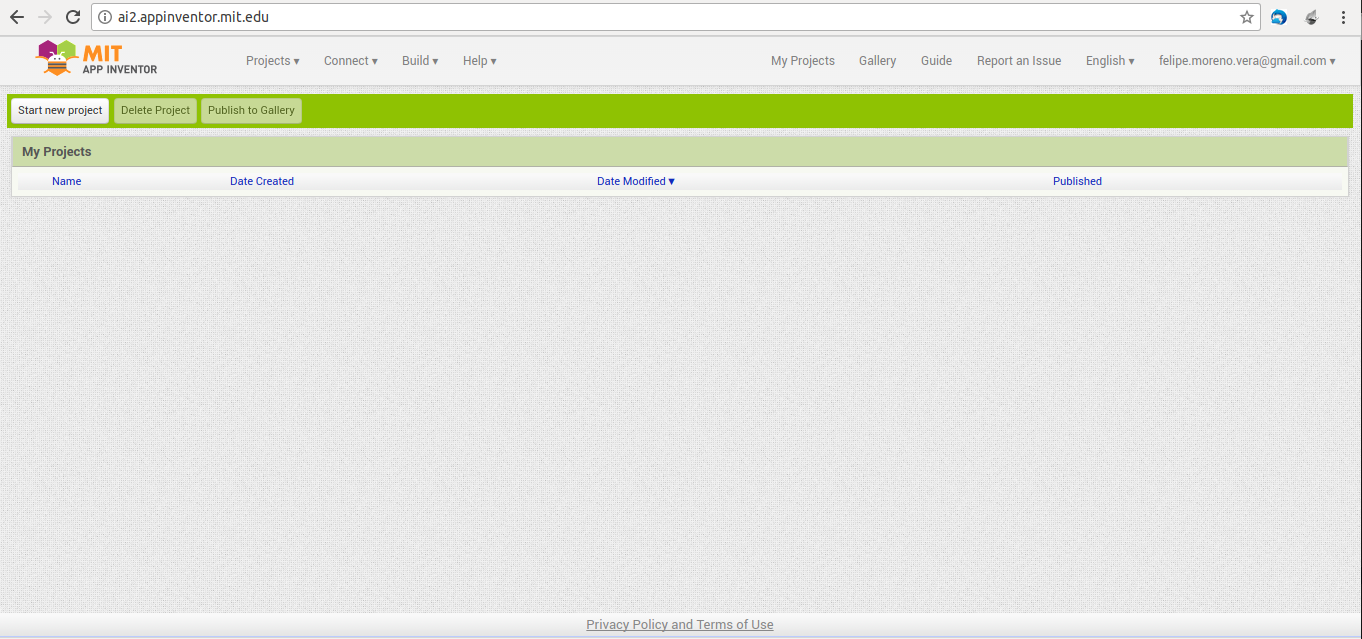 ai2.appinventor.mit.edu
MIT
APP INVENTOR
Projects ▾ Connect ▾ Build ▾ Help ▾ My Projects Gallery Guide Report an Issue English ▾ felipe.moreno.vera@gmail.com ▾
Start new project Delete Project Publish to Gallery
My Projects
Name Date Created Date Modified ▼ Published
Privacy Policy and Terms of Use